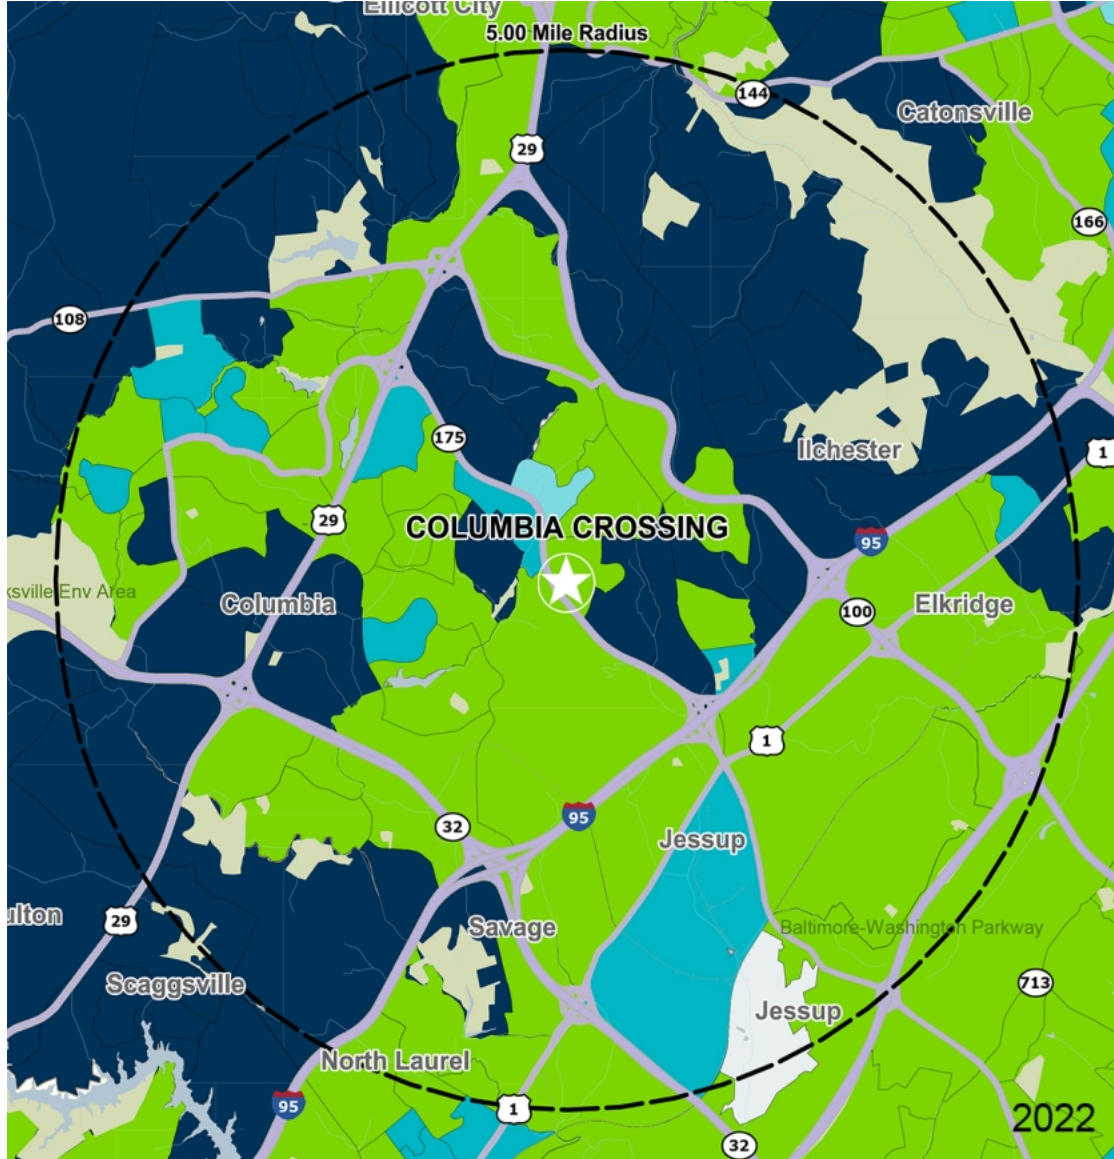 Ellicott City
5.00 Mile Radius
144
Catonsville
29
166
108
175
Ilchester
1
COLUMBIA CROSSING
29
95
ksville Env Area
Columbia
100
Elkridge
1
95
32
Jessup
ulton
29
Savage
Baltimore-Washington Parkway
Scaggsville
713
Jessup
North Laurel
95
1
2022
32